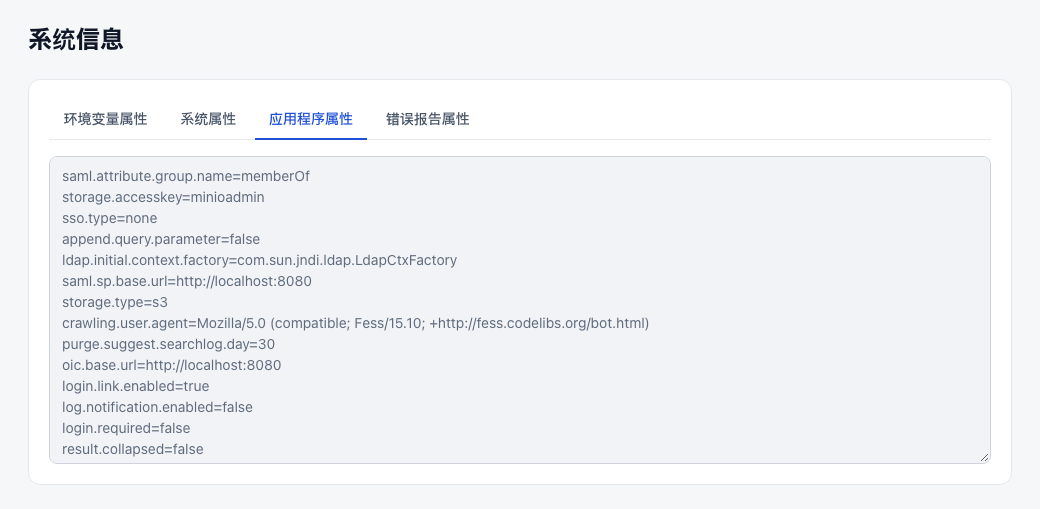 系统信息
环境变量属性 系统属性 应用程序属性 错误报告属性
saml.attribute.group.name=memberOf
storage.accesskey=minioadmin
sso.type=none
append.query.parameter=false
ldap.initial.context.factory=com.sun.jndi.ldap.LdapCtxFactory
saml.sp.base.url=http://localhost:8080
storage.type=s3
crawling.user.agent=Mozilla/5.0 (compatible; Fess/15.10; +http://fess.codelibs.org/bot.html)
purge.suggest.searchlog.day=30
oic.base.url=http://localhost:8080
login.link.enabled=true
log.notification.enabled=false
login.required=false
result.collapsed=false